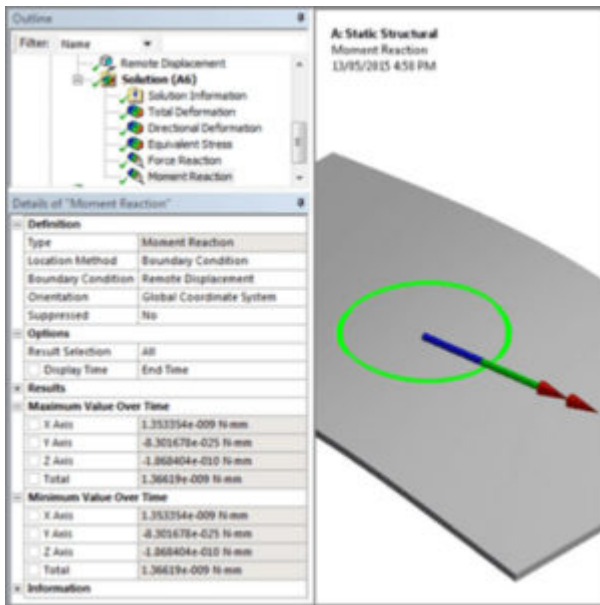 Outline
Filter: Name
Remote Displacement
Solution (A6)
Solution Information
Total Deformation
Directional Deformation
Equivalent Stress
Force Reaction
Moment Reaction
Details of "Moment Reaction"
Definition
Type Moment Reaction
Location Method Boundary Condition
Boundary Condition Remote Displacement
Orientation Global Coordinate System
Suppressed No
Options
Result Selection All
Display Time End Time
Results
Maximum Value Over Time
X Axis 1.353354e-009 N·mm
Y Axis -8.301678e-025 N·mm
Z Axis -1.868404e-010 N·mm
Total 1.36619e-009 N·mm
Minimum Value Over Time
X Axis 1.353354e-009 N·mm
Y Axis -8.301678e-025 N·mm
Z Axis -1.868404e-010 N·mm
Total 1.36619e-009 N·mm
Information
A: Static Structural
Moment Reaction
13/05/2015 4:58 PM